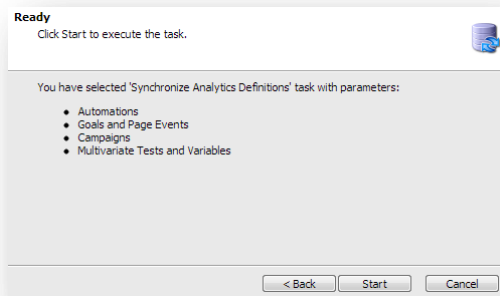 Ready
Click Start to execute the task.
You have selected 'Synchronize Analytics Definitions' task with parameters:
• Automations
• Goals and Page Events
• Campaigns
• Multivariate Tests and Variables
< Back Start Cancel